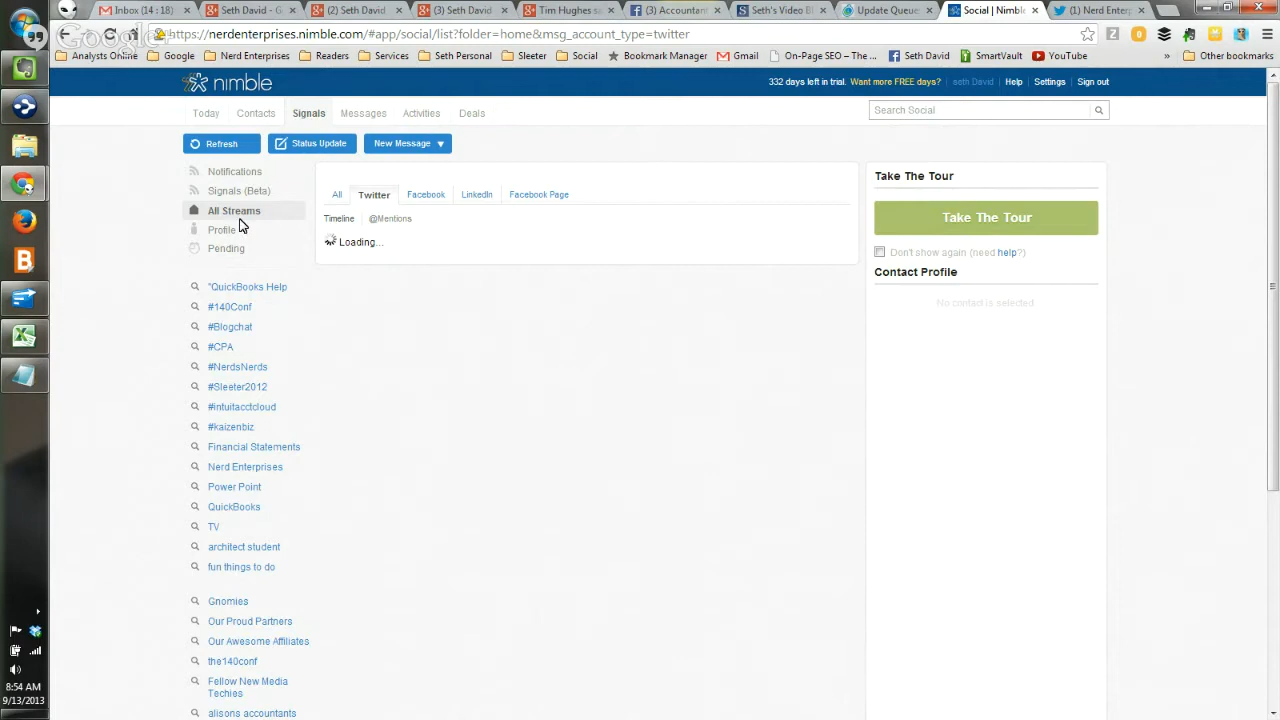 Inbox (14 : 18)
Seth David - G
(2) Seth David
(3) Seth David
Tim Hughes sa
(3) Accountan
Seth's Video Bl
Update Queue
Social | Nimble
(1) Nerd Enter
https://nerdenterprises.nimble.com/#app/social/list?folder=home&msg_account_type=twitter
Google
Analysts Online
Google
Nerd Enterprises
Readers
Services
Seth Personal
Sleeter
Social
Bookmark Manager
Gmail
On-Page SEO – The ...
Seth David
SmartVault
YouTube
»
Other bookmarks
nimble
332 days left in trial. Want more FREE days?
seth David
Help
Settings
Sign out
Today
Contacts
Signals
Messages
Activities
Deals
Search Social
Refresh
Status Update
New Message
Notifications
Signals (Beta)
All Streams
Profile
Pending
All
Twitter
Facebook
LinkedIn
Facebook Page
Timeline
@Mentions
Loading...
Take The Tour
Take The Tour
Don't show again (need help?)
Contact Profile
No contact is selected
"QuickBooks Help
#140Conf
#Blogchat
#CPA
#NerdsNerds
#Sleeter2012
#intuitacctcloud
#kaizenbiz
Financial Statements
Nerd Enterprises
Power Point
QuickBooks
TV
architect student
fun things to do
Gnomies
Our Proud Partners
Our Awesome Affiliates
the140conf
Fellow New Media
Techies
alisons accountants
8:54 AM
9/13/2013